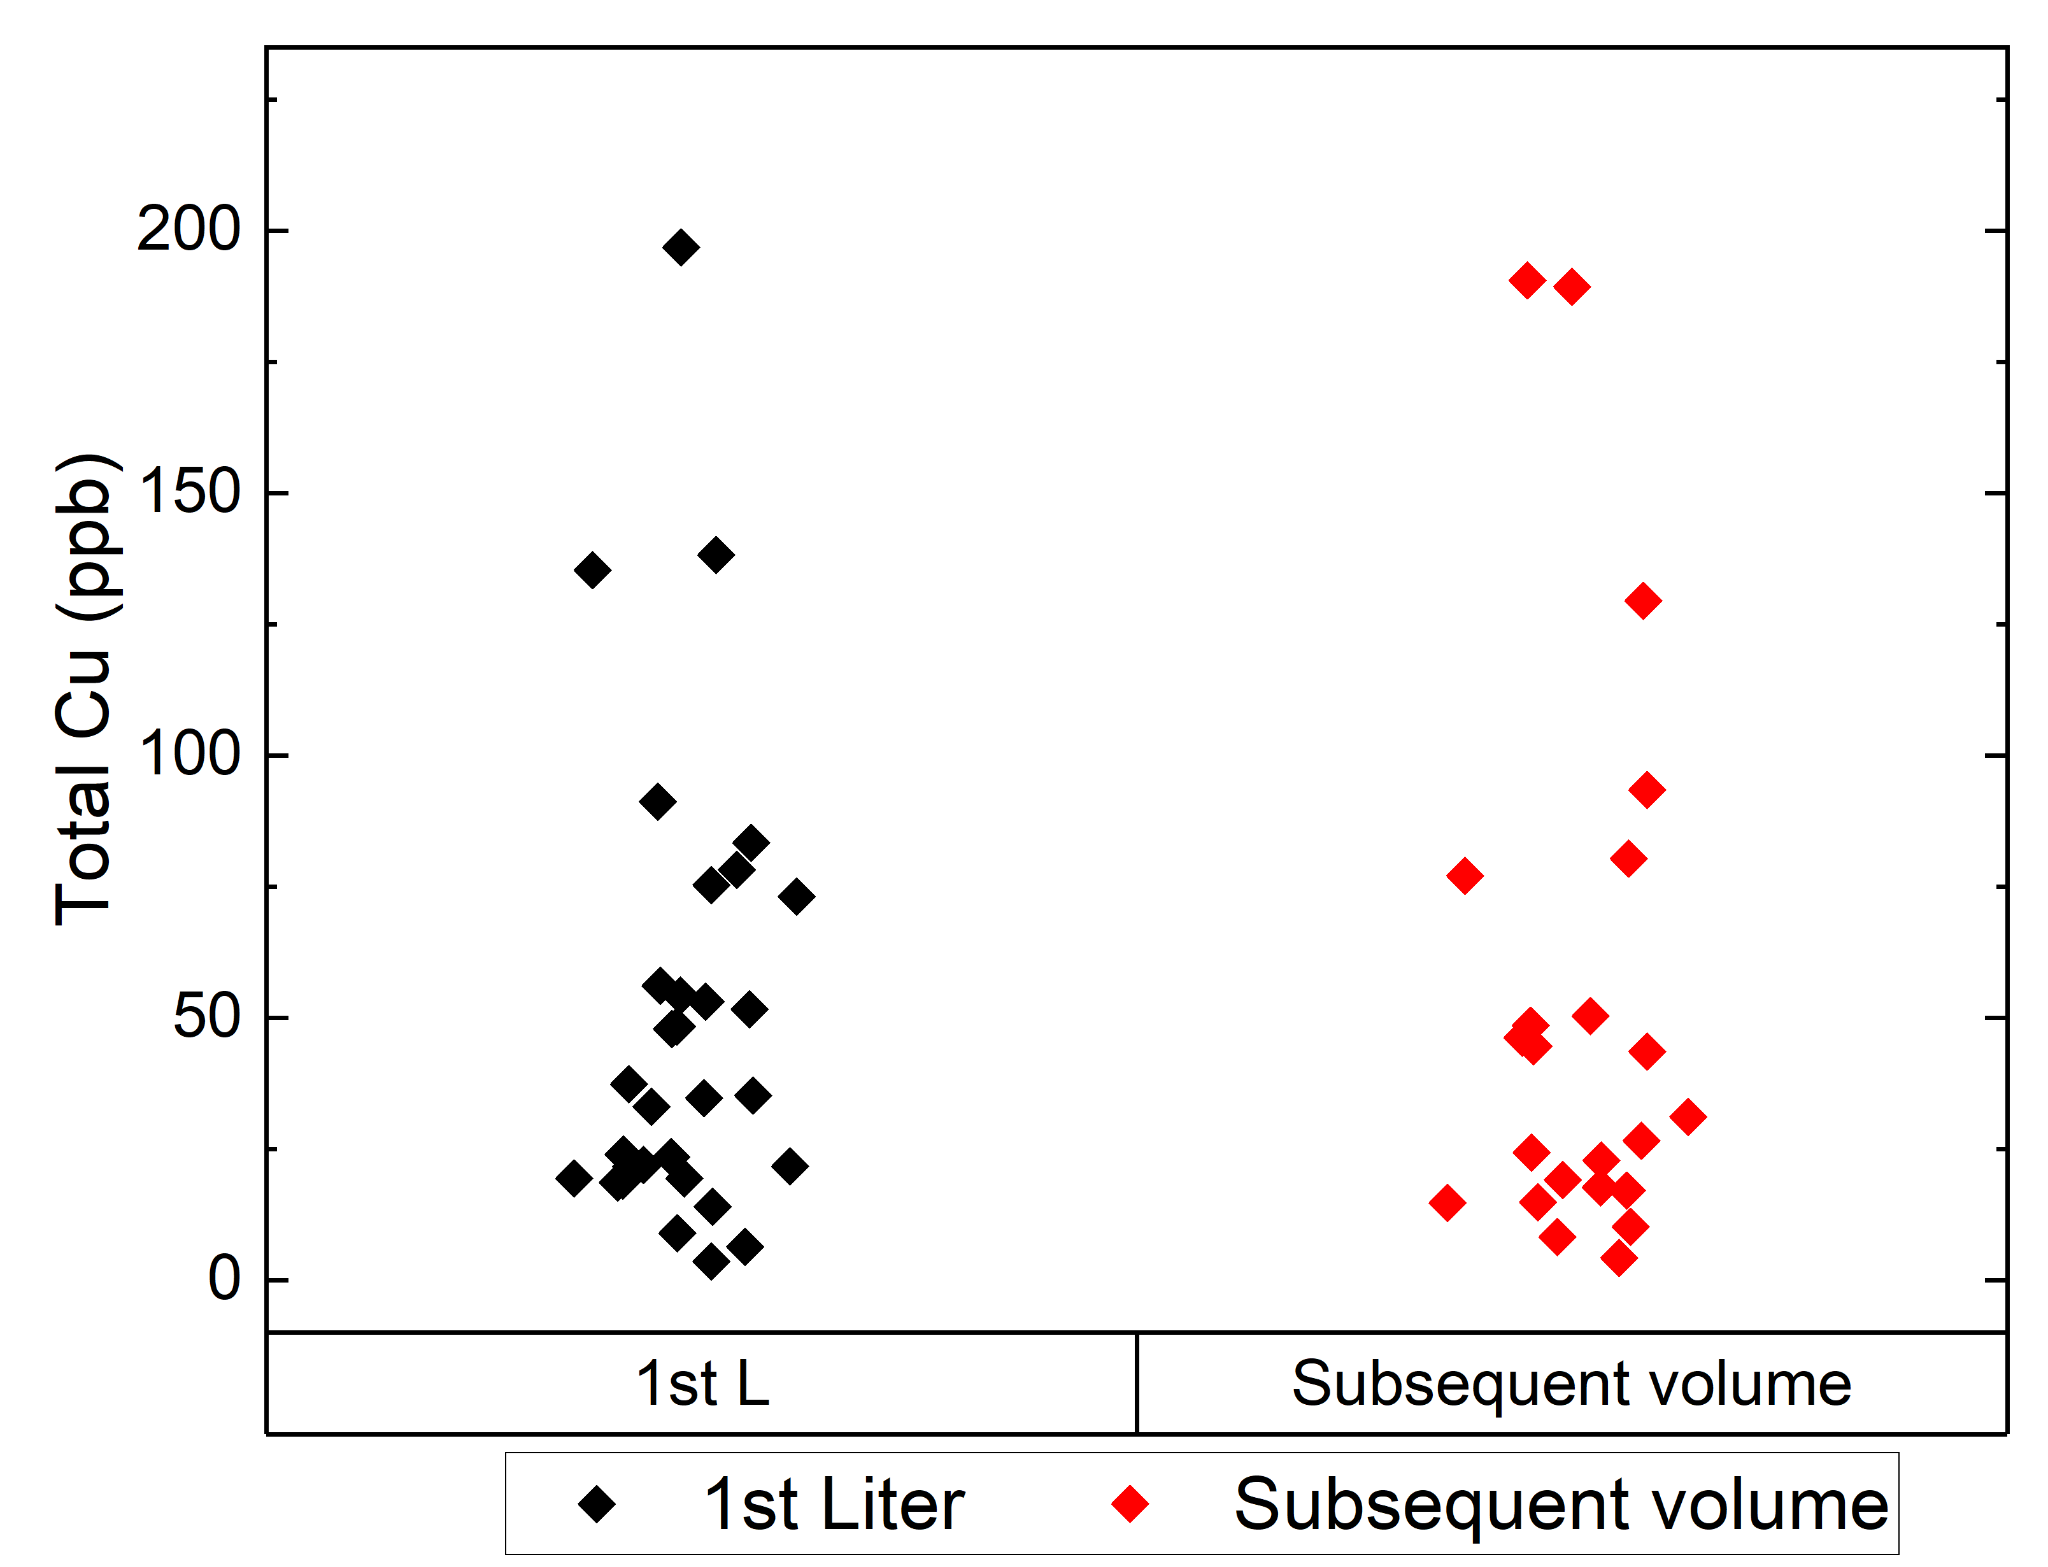 Total Cu (ppb)
200
150
100
50
0
1st L
Subsequent volume
1st Liter
Subsequent volume